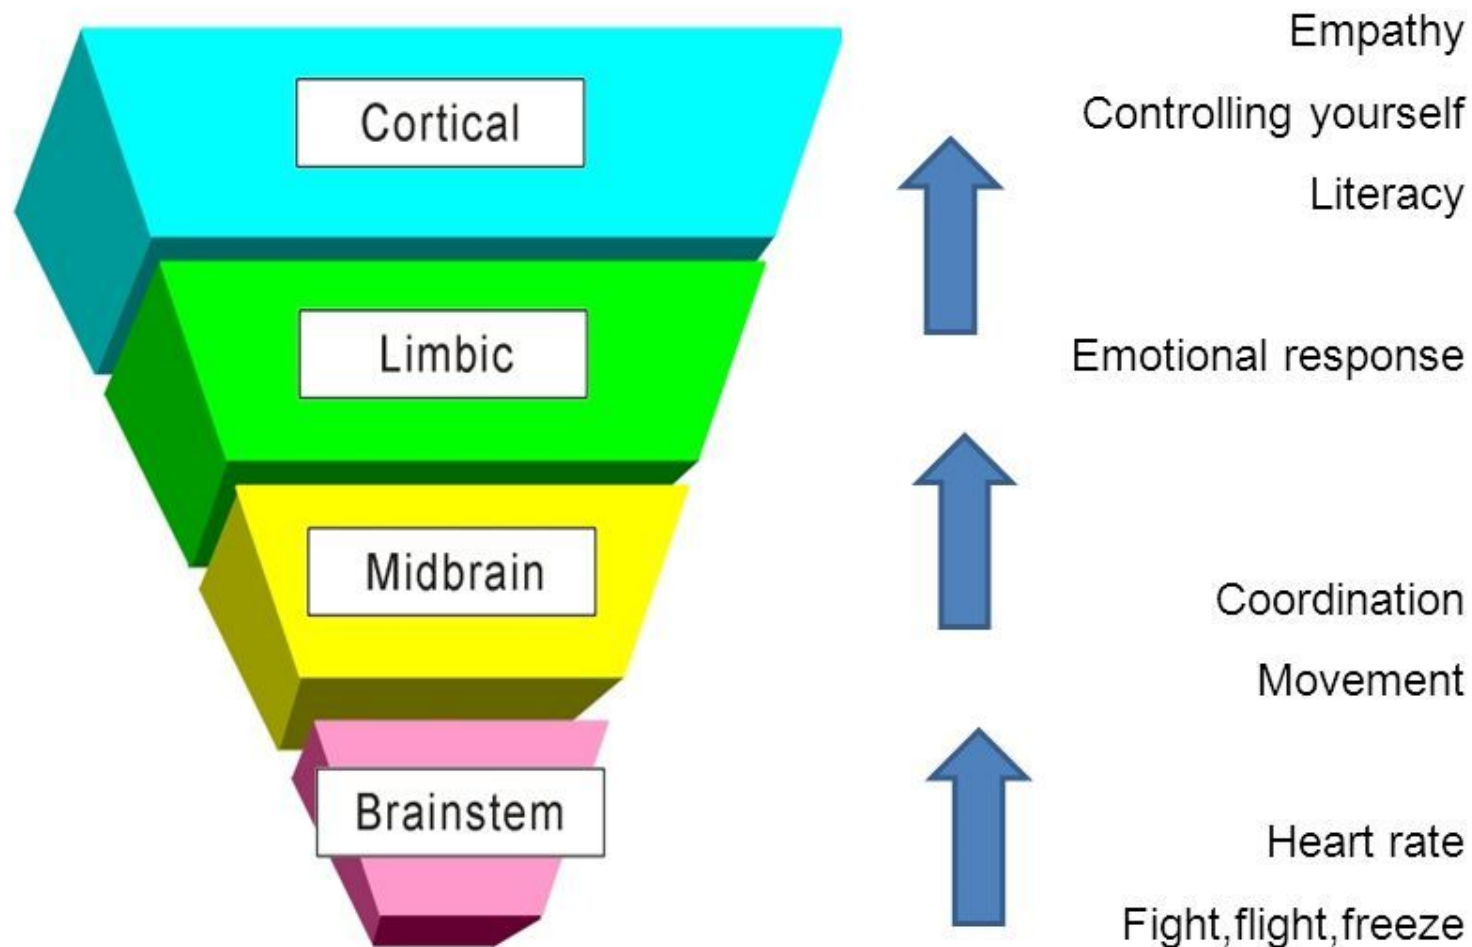 Empathy
Controlling yourself
Cortical
Literacy
Limbic
Emotional response
Midbrain
Coordination
Movement
Brainstem
Heart rate
Fight,flight,freeze